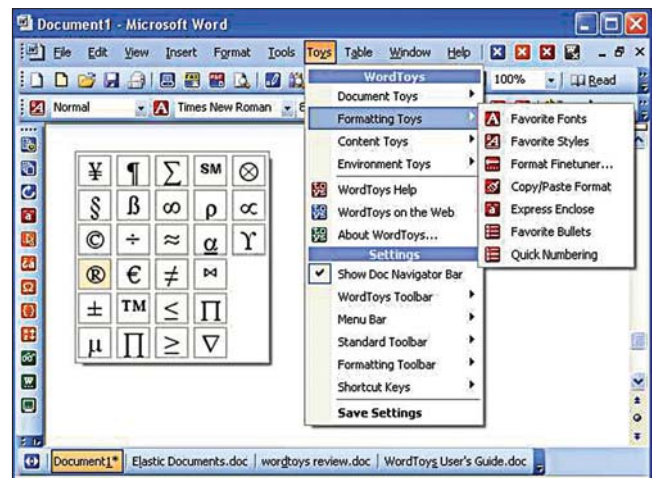 Document1 - Microsoft Word
File Edit View Insert Format Tools Toys Table Window Help
100% Read
Normal Times New Roman
WordToys
Document Toys
Formatting Toys
Content Toys
Environment Toys
WordToys Help
WordToys on the Web
About WordToys...
Settings
Show Doc Navigator Bar
WordToys Toolbar
Menu Bar
Standard Toolbar
Formatting Toolbar
Shortcut Keys
Save Settings
Favorite Fonts
Favorite Styles
Format Finetuner...
Copy/Paste Format
Express Enclose
Favorite Bullets
Quick Numbering
¥ ¶ ∑ SM ⊗
§ ß ∞ ρ ∝
© ÷ ≈ α ϒ
® € ≠ ⋈
± TM ≤ ∏
µ ∏ ≥ ∇
Document1* Elastic Documents.doc wordtoys review.doc WordToys User's Guide.doc